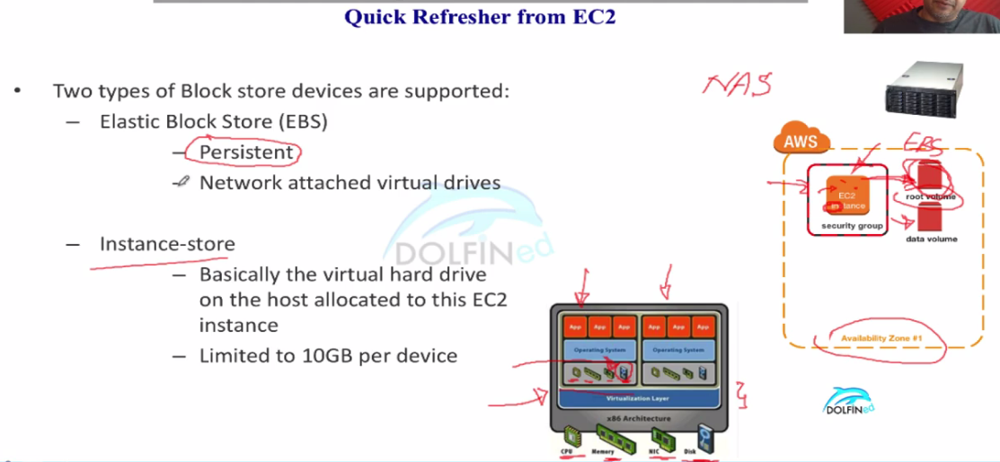 Quick Refresher from EC2
• Two types of Block store devices are supported:
– Elastic Block Store (EBS)
– Persistent
– Network attached virtual drives
– Instance-store
– Basically the virtual hard drive
on the host allocated to this EC2
instance
– Limited to 10GB per device
DOLFINed
NAS
AWS
EBS
EC2
instance
root volume
security group
data volume
Availability Zone #1
DOLFINed
App App App App App App
Operating System Operating System
Virtualization Layer
x86 Architecture
CPU Memory NIC Disk